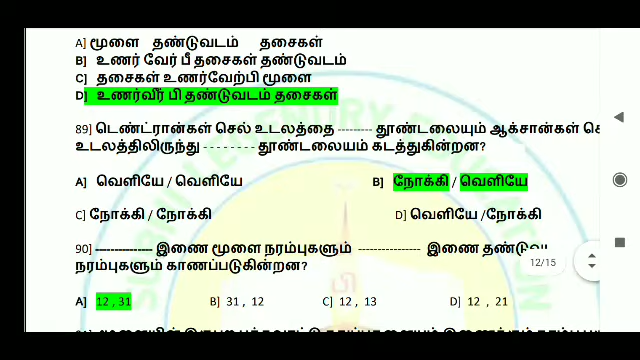 A] மூளை தண்டுவடம் தசைகள்
B] உணர் வேர் பீ தசைகள் தண்டுவடம்
C] தசைகள் உணர்வேற்பி மூளை
D] உணர்வீர் பி தண்டுவடம் தசைகள்
89] டெண்ட்ரான்கள் செல் உடலத்தை -------- தூண்டலையும் ஆக்சான்கள் செ
உடலத்திலிருந்து - - - - - - - - தூண்டலையம் கடத்துகின்றன?
A] வெளியே / வெளியே B] நோக்கி / வெளியே
C] நோக்கி / நோக்கி D] வெளியே /நோக்கி
90] -------------- இணை மூளை நரம்புகளும் ---------------- இணை
நரம்புகளும் காணப்படுகின்றன?
12/15
A] 12 , 31 B] 31 , 12 C] 12 , 13 D] 12 , 21